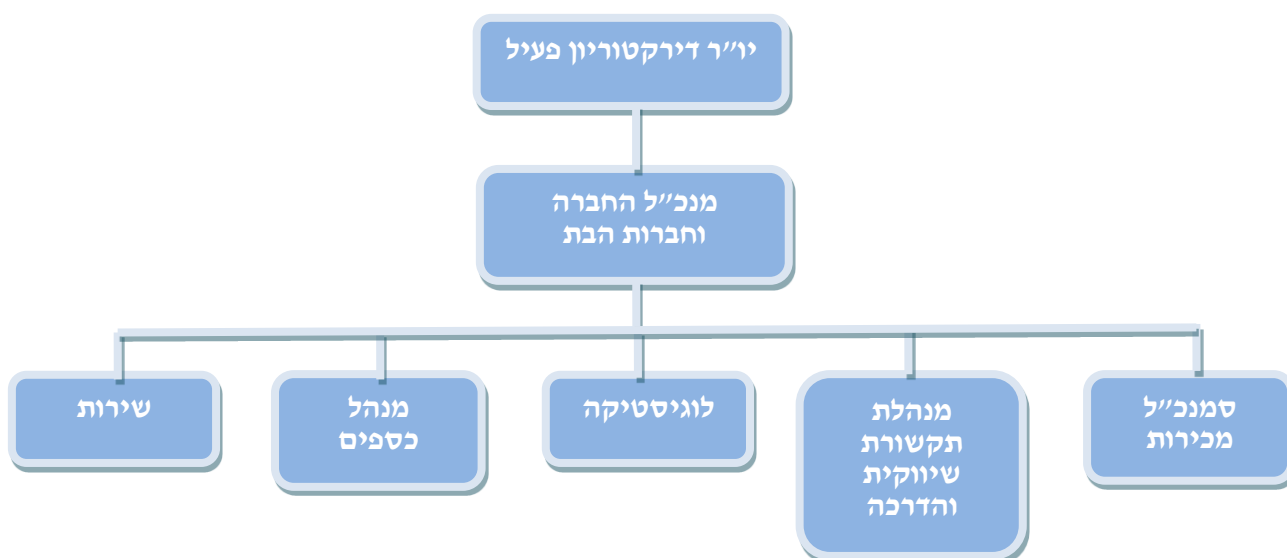 יו״ר דירקטוריון פעיל
מנכ״ל החברה
וחברות הבת
סמנכ״ל
מכירות
מנהלת
תקשורת
שיווקית
והדרכה
לוגיסטיקה
מנהל
כספים
שירות